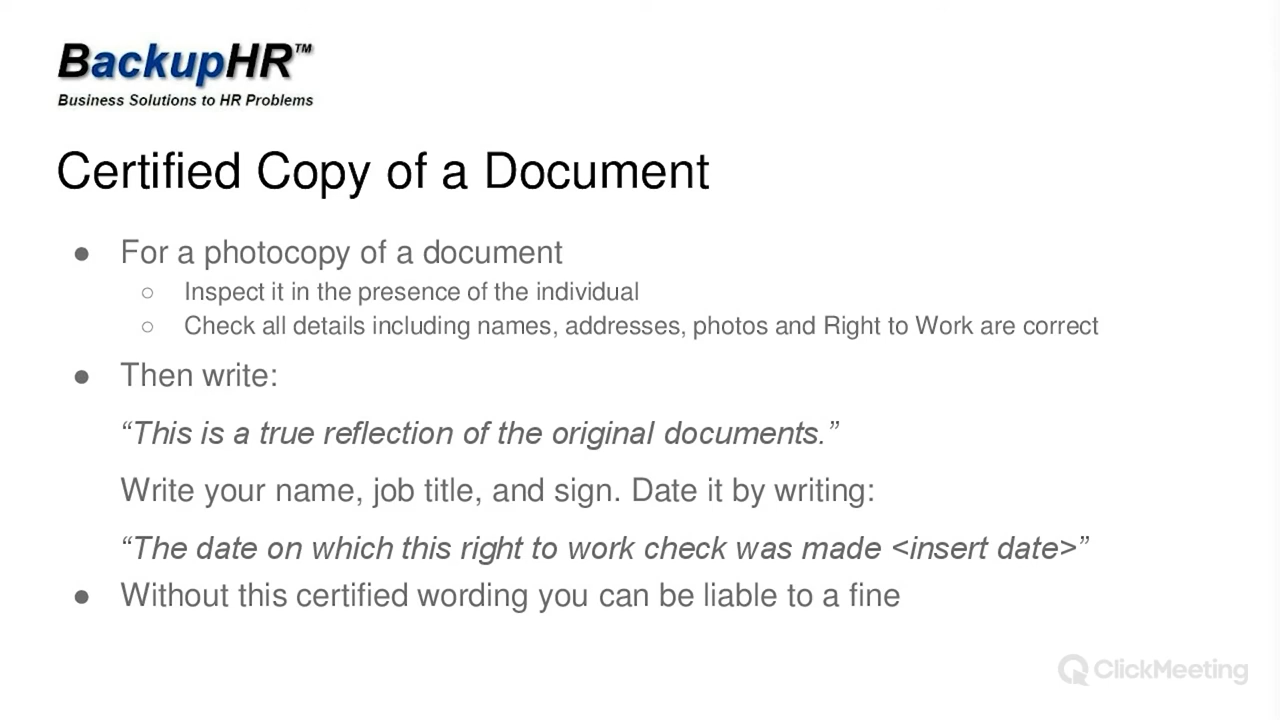 BackupHR™
Business Solutions to HR Problems
Certified Copy of a Document
● For a photocopy of a document
○ Inspect it in the presence of the individual
○ Check all details including names, addresses, photos and Right to Work are correct
● Then write:
“This is a true reflection of the original documents.”
Write your name, job title, and sign. Date it by writing:
“The date on which this right to work check was made <insert date>”
● Without this certified wording you can be liable to a fine
ClickMeeting